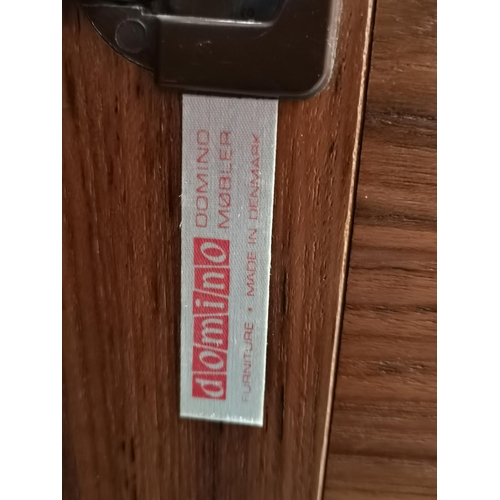 domino DOMINO
MØBLER
FURNITURE • MADE IN DENMARK